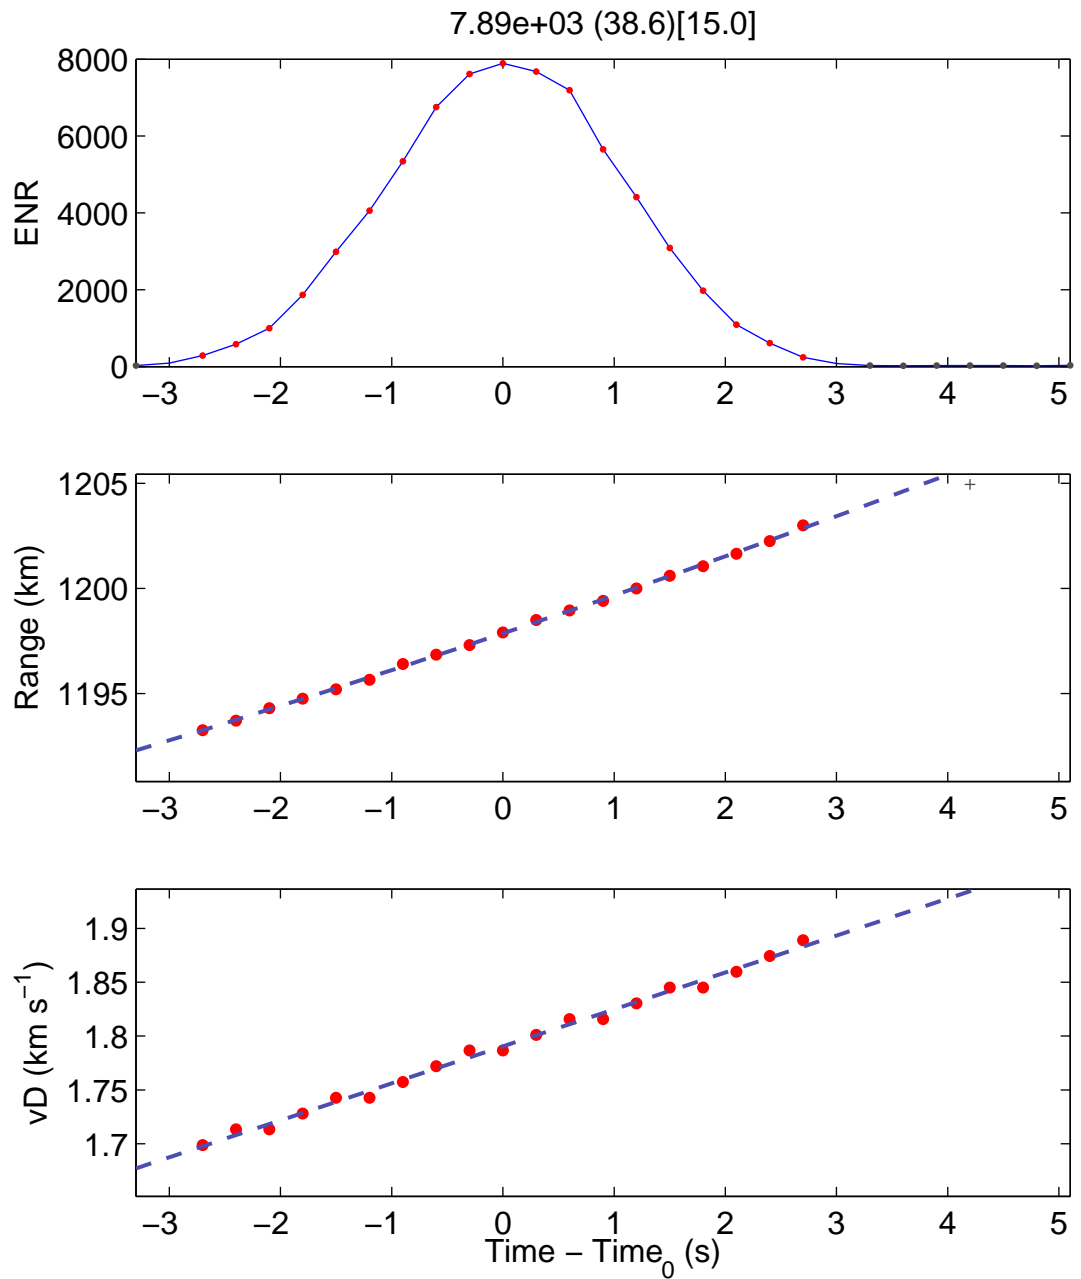 7.89e+03 (38.6)[15.0]
8000
6000
4000
2000
0
ENR
−3 −2 −1 0 1 2 3 4 5
1205
1200
1195
Range (km)
−3 −2 −1 0 1 2 3 4 5
1.9
1.85
1.8
1.75
1.7
vD (km s−1)
−3 −2 −1 0 1 2 3 4 5
Time − Time0 (s)